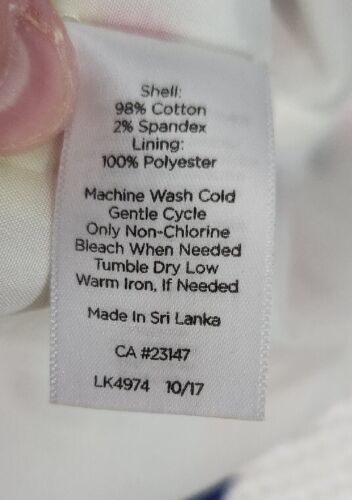 Shell:
98% Cotton
2% Spandex
Lining:
100% Polyester
Machine Wash Cold
Gentle Cycle
Only Non-Chlorine
Bleach When Needed
Tumble Dry Low
Warm Iron, If Needed
Made In Sri Lanka
CA #23147
LK4974 10/17